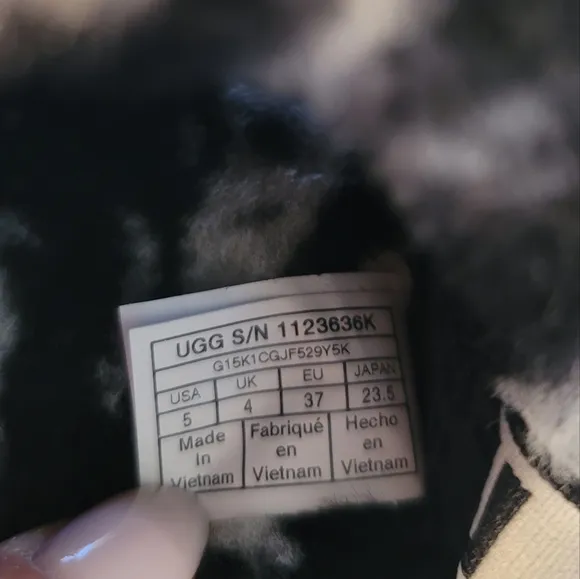 UGG S/N 1123636K
G15K1CGJF529Y5K
USA UK EU JAPAN
5 4 37 23.5
Made in Vietnam
Fabriqué en Vietnam
Hecho en Vietnam